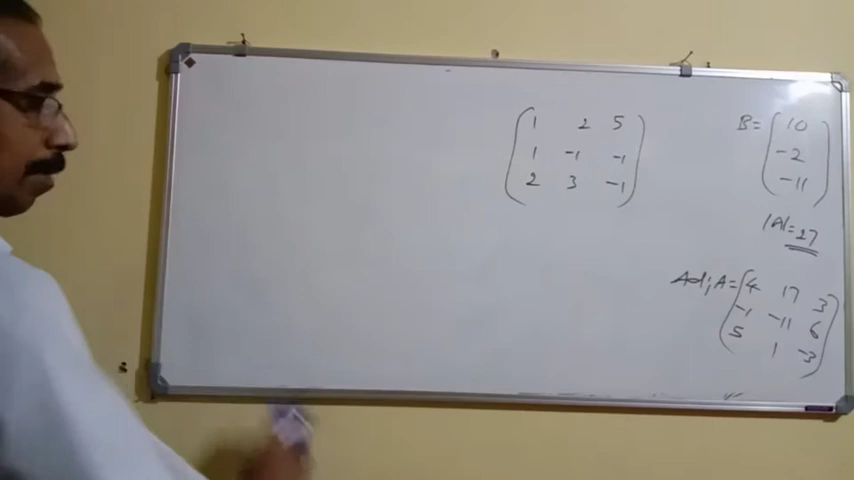 ( 1 2 5
1 -1 -1
2 3 -1 )
B= ( 10
-2
-11 )
|A|=27
Adj A= ( 4 17 3
-1 -11 6
5 1 -3 )